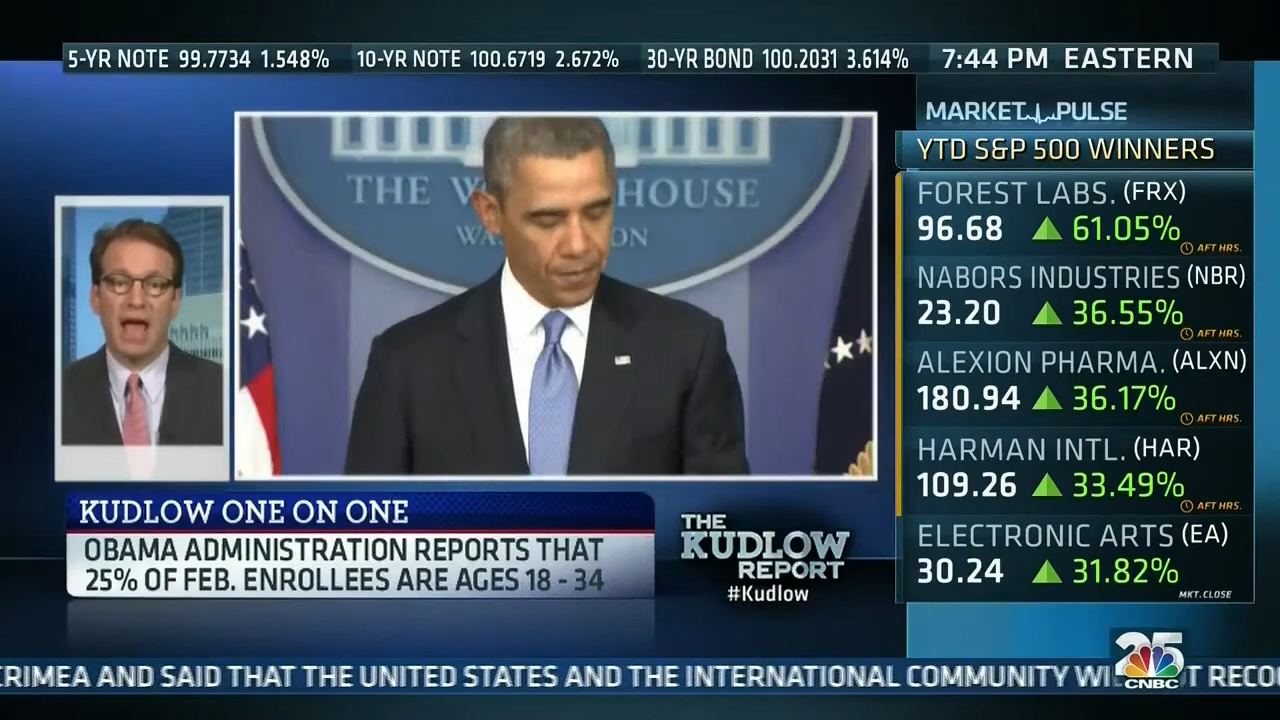 5-YR NOTE 99.7734 1.548% 10-YR NOTE 100.6719 2.672% 30-YR BOND 100.2031 3.614% 7:44 PM EASTERN
MARKET PULSE
YTD S&P 500 WINNERS
FOREST LABS. (FRX)
96.68 61.05%
AFT HRS.
NABORS INDUSTRIES (NBR)
23.20 36.55%
AFT HRS.
ALEXION PHARMA. (ALXN)
180.94 36.17%
AFT HRS.
HARMAN INTL. (HAR)
109.26 33.49%
AFT HRS.
ELECTRONIC ARTS (EA)
30.24 31.82%
MKT. CLOSE
THE W HOUSE
WA ON
KUDLOW ONE ON ONE
OBAMA ADMINISTRATION REPORTS THAT
25% OF FEB. ENROLLEES ARE AGES 18 - 34
THE
KUDLOW
REPORT
#Kudlow
25
CNBC
CRIMEA AND SAID THAT THE UNITED STATES AND THE INTERNATIONAL COMMUNITY WI T RECO